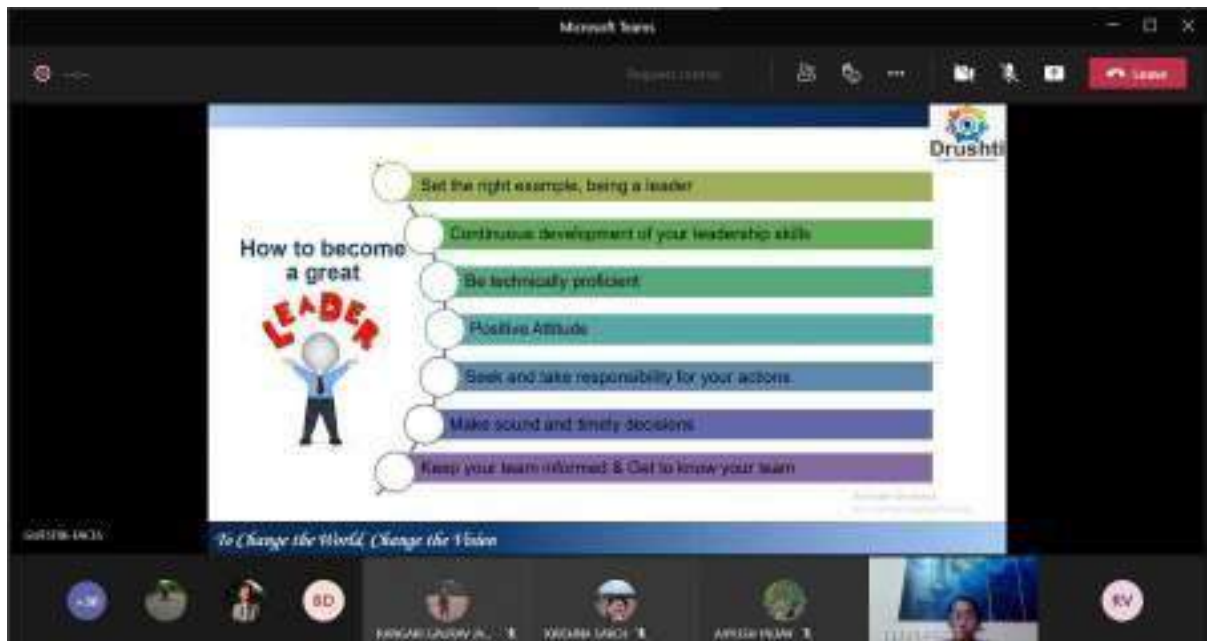 Microsoft Teams
Request control
Leave
Drushti
How to become
a great
LEADER
Set the right example, being a leader
Continuous development of your leadership skills
Be technically proficient
Positive Attitude
Seek and take responsibility for your actions
Make sound and timely decisions
Keep your team informed & Get to know your team
To Change the World, Change the Vision
BD
RV